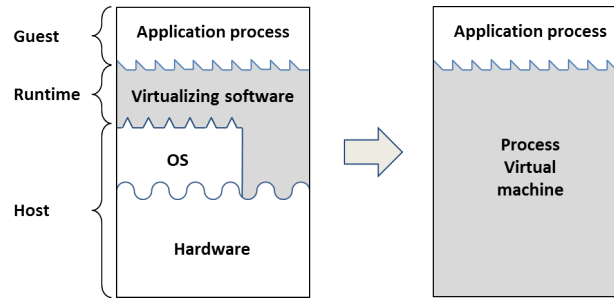 Guest
Application process
Runtime
Virtualizing software
OS
Host
Hardware
Application process
Process
Virtual
machine